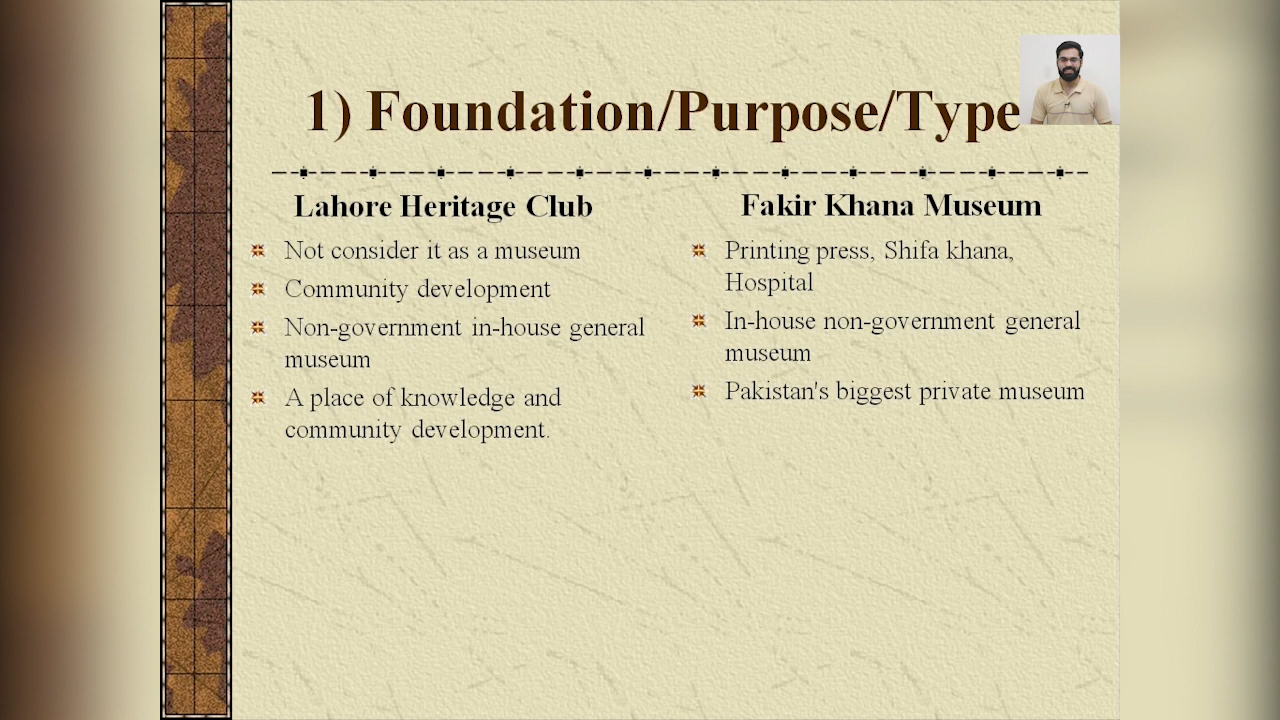 1) Foundation/Purpose/Type
Lahore Heritage Club
Not consider it as a museum
Community development
Non-government in-house general
museum
A place of knowledge and
community development.
Fakir Khana Museum
Printing press, Shifa khana,
Hospital
In-house non-government general
museum
Pakistan's biggest private museum